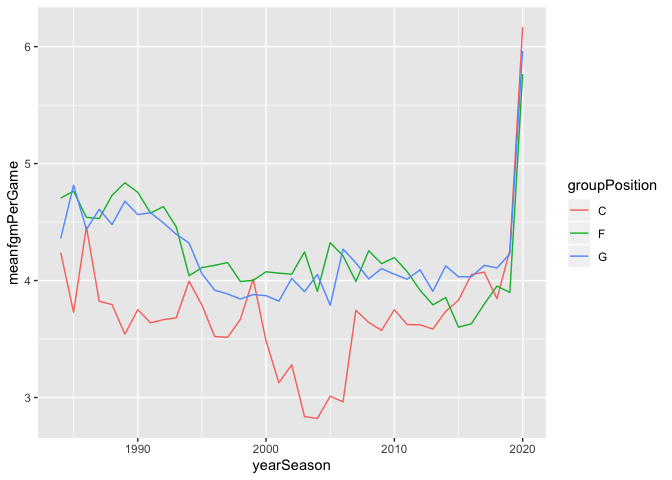 6
5
4
3
meanfgmPerGame
1990
2000
2010
2020
yearSeason
groupPosition
C
F
G